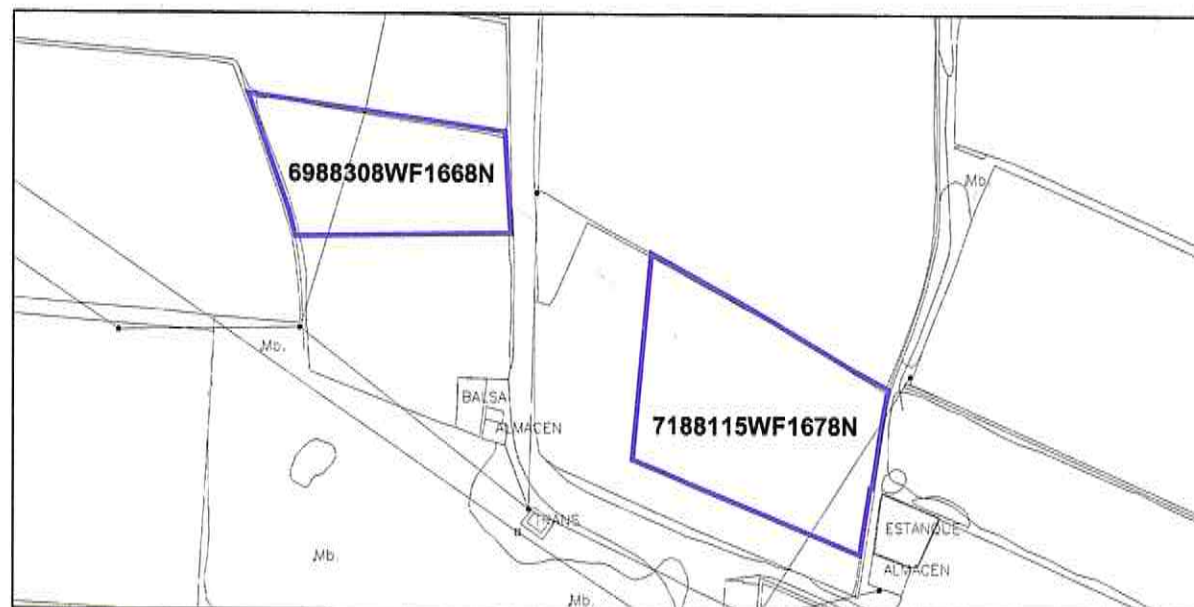 6988308WF1668N
Mb.
Mb.
BALSA
ALMACEN
7188115WF1678N
TRANS
ESTANQUE
Mb.
ALMACEN
Mb.